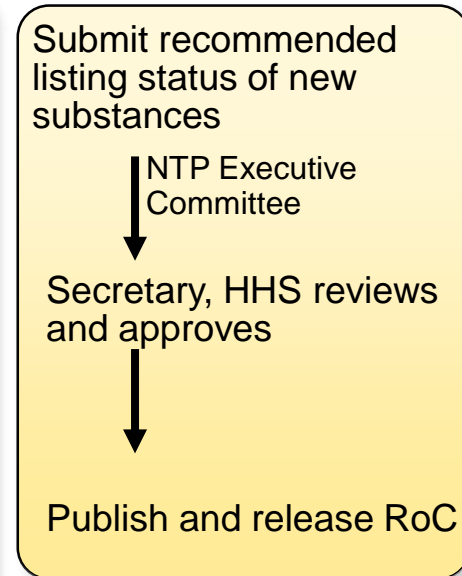 Submit recommended
listing status of new
substances
NTP Executive
Committee
Secretary, HHS reviews
and approves
Publish and release RoC